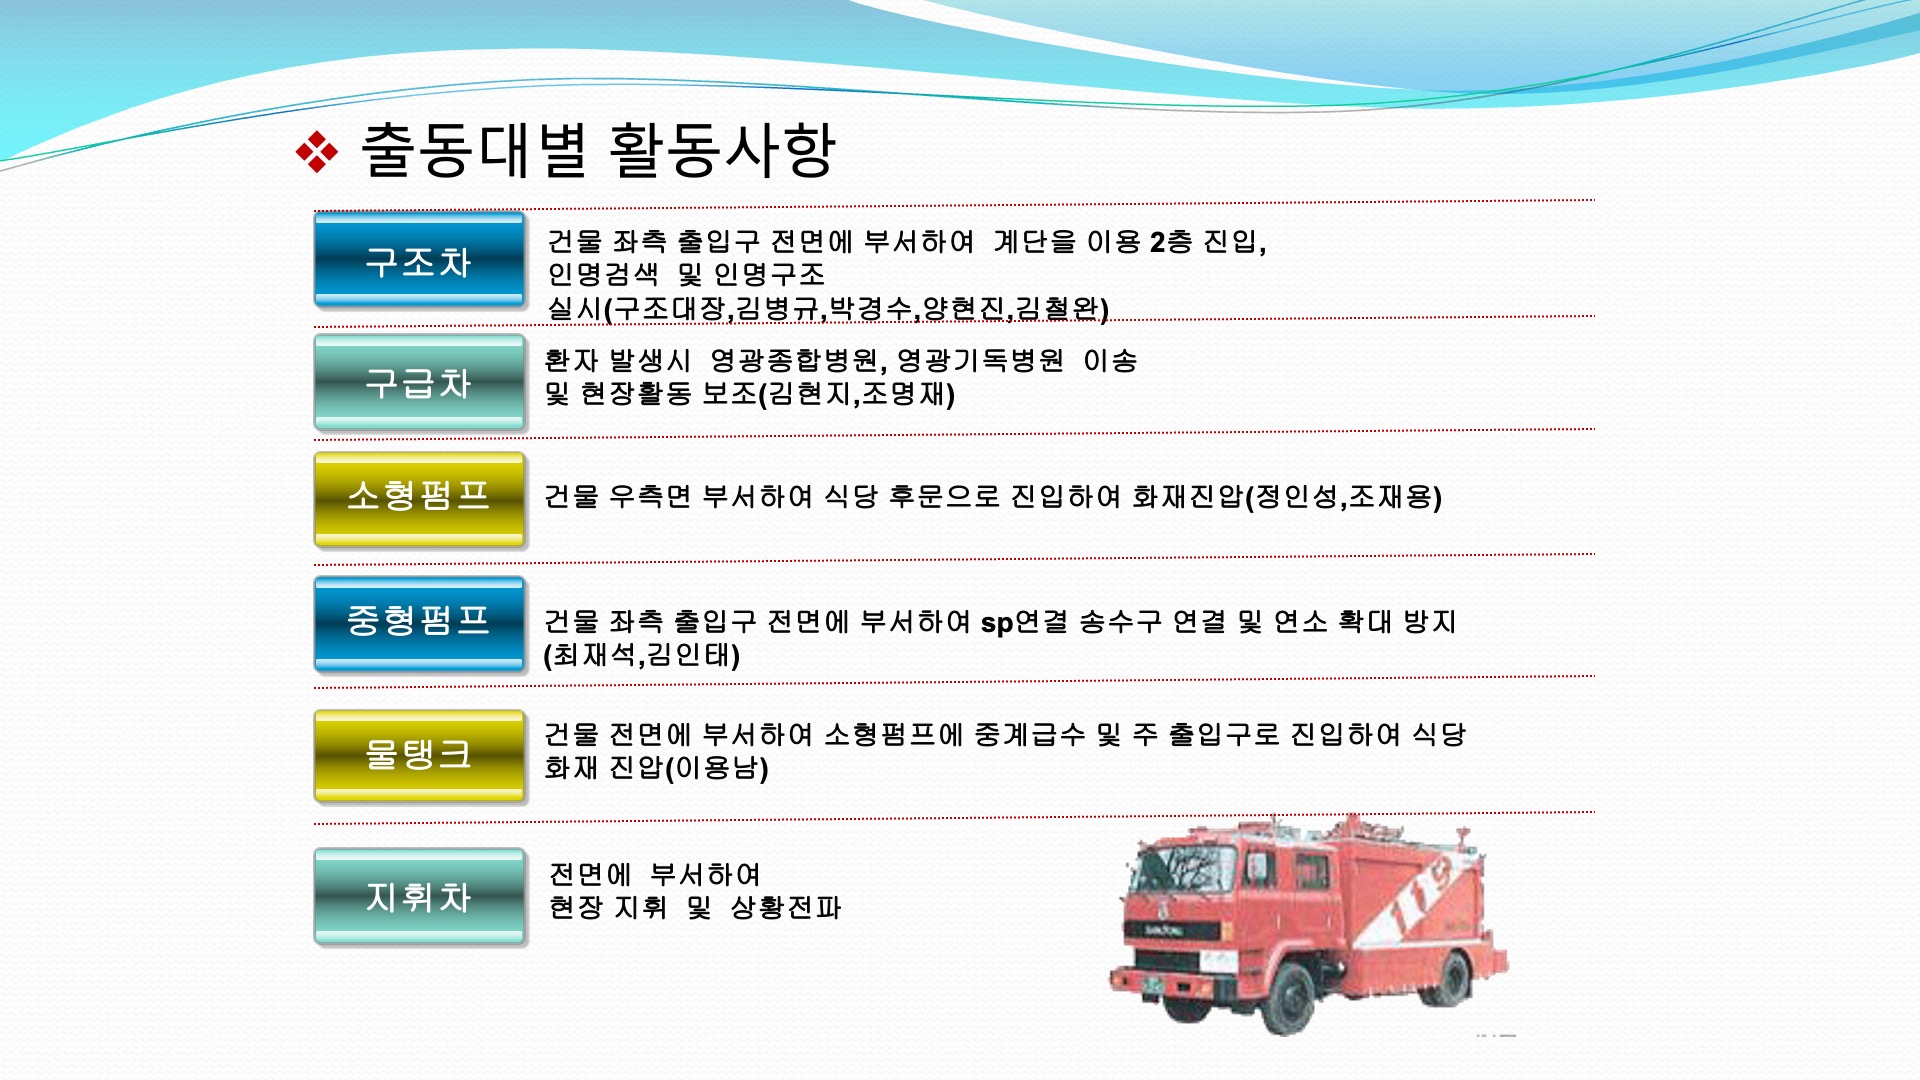 출동대별 활동사항
구조차
건물 좌측 출입구 전면에 부서하여 계단을 이용 2층 진입,
인명검색 및 인명구조
실시(구조대장,김병규,박경수,양현진,김철완)
구급차
환자 발생시 영광종합병원, 영광기독병원 이송
및 현장활동 보조(김현지,조명재)
소형펌프
건물 우측면 부서하여 식당 후문으로 진입하여 화재진압(정인성,조재용)
중형펌프
건물 좌측 출입구 전면에 부서하여 sp연결 송수구 연결 및 연소 확대 방지
(최재석,김인태)
물탱크
건물 전면에 부서하여 소형펌프에 중계급수 및 주 출입구로 진입하여 식당
화재 진압(이용남)
지휘차
전면에 부서하여
현장 지휘 및 상황전파
119